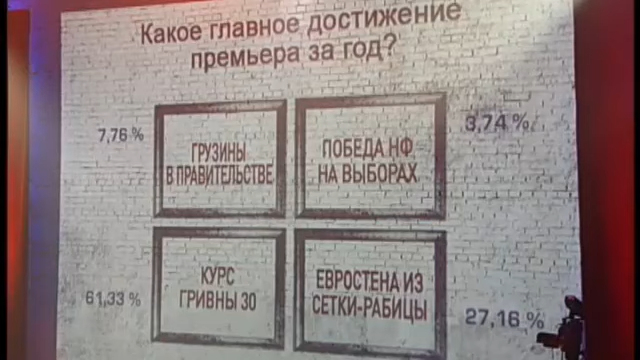 Какое главное достижение
премьера за год?
7,76 %
ГРУЗИНЫ
В ПРАВИТЕЛЬСТВЕ
ПОБЕДА НФ
НА ВЫБОРАХ
3,74 %
61,33 %
КУРС
ГРИВНЫ 30
ЕВРОСТЕНА ИЗ
СЕТКИ-РАБИЦЫ
27,16 %